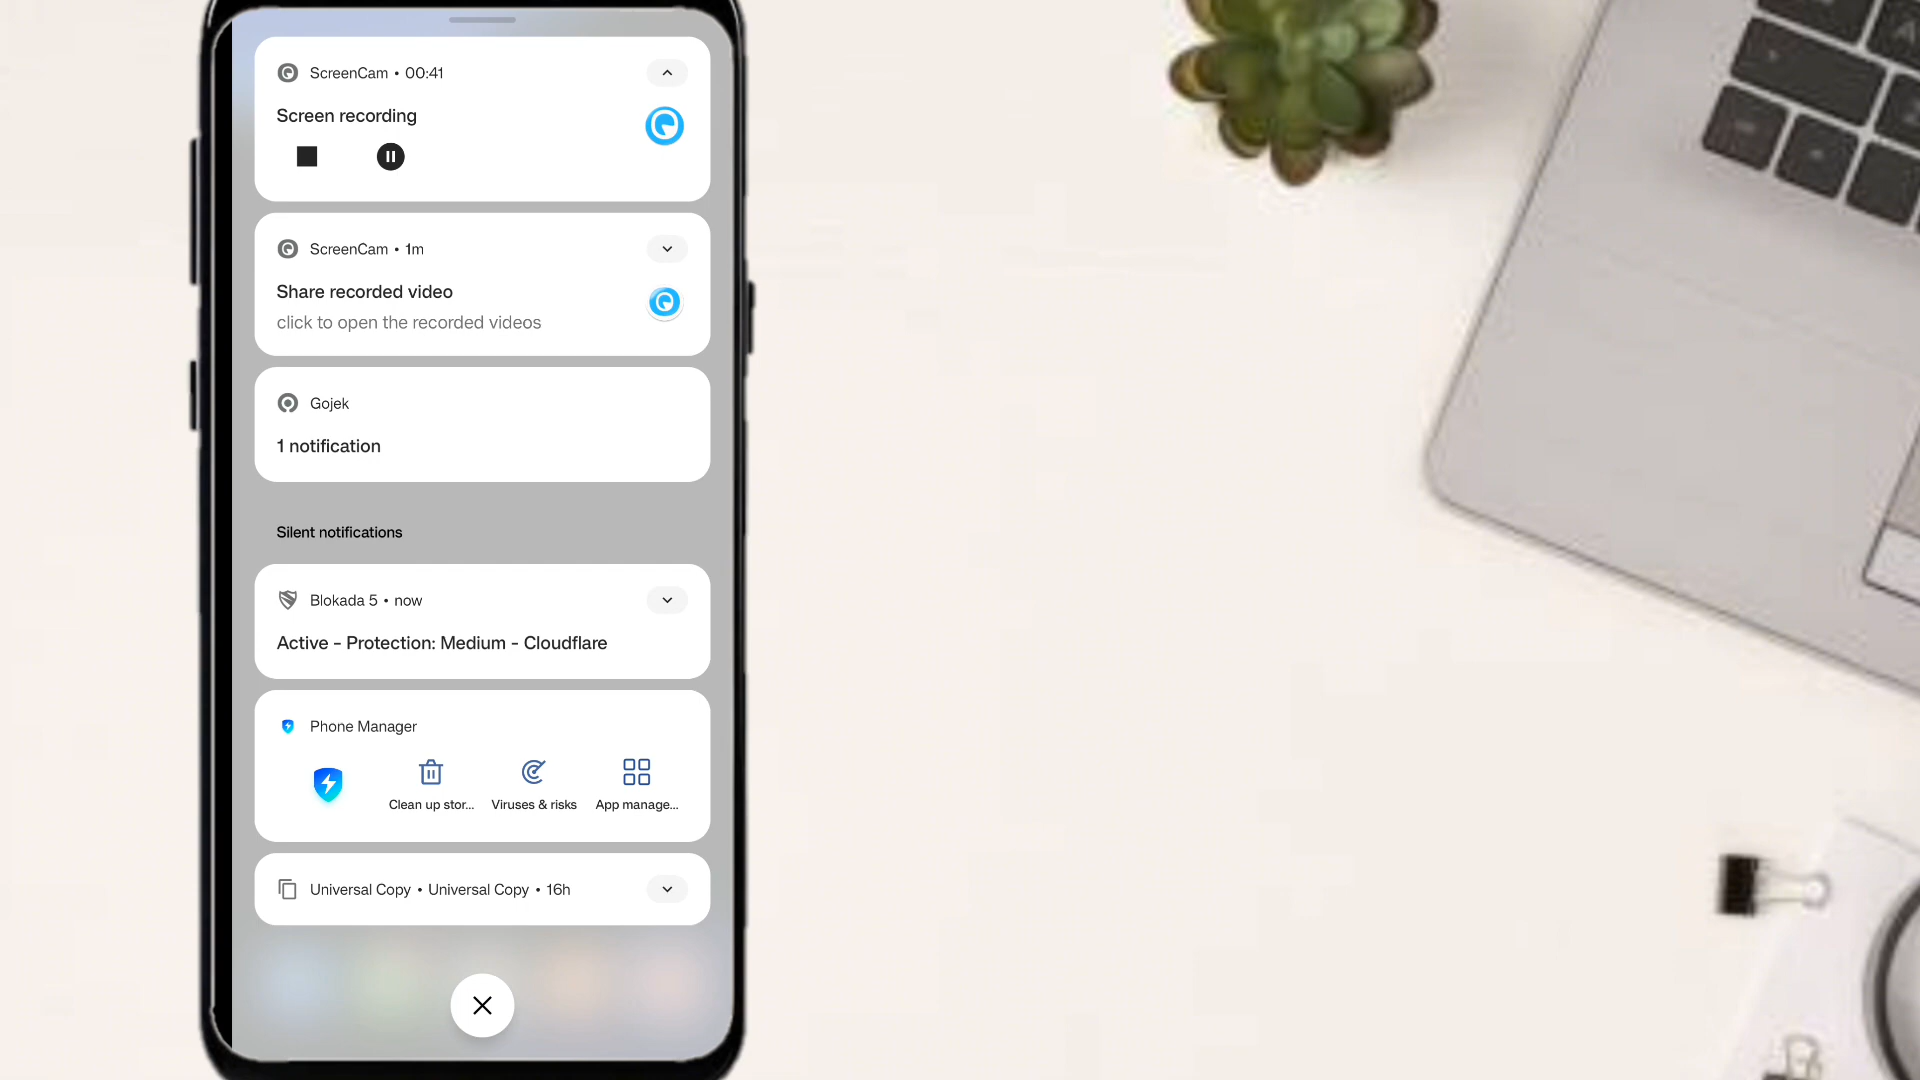 ScreenCam • 00:41
Screen recording
ScreenCam • 1m
Share recorded video
click to open the recorded videos
Gojek
1 notification
Silent notifications
Blokada 5 • now
Active - Protection: Medium - Cloudflare
Phone Manager
Clean up stor... Viruses & risks App manage...
Universal Copy • Universal Copy • 16h